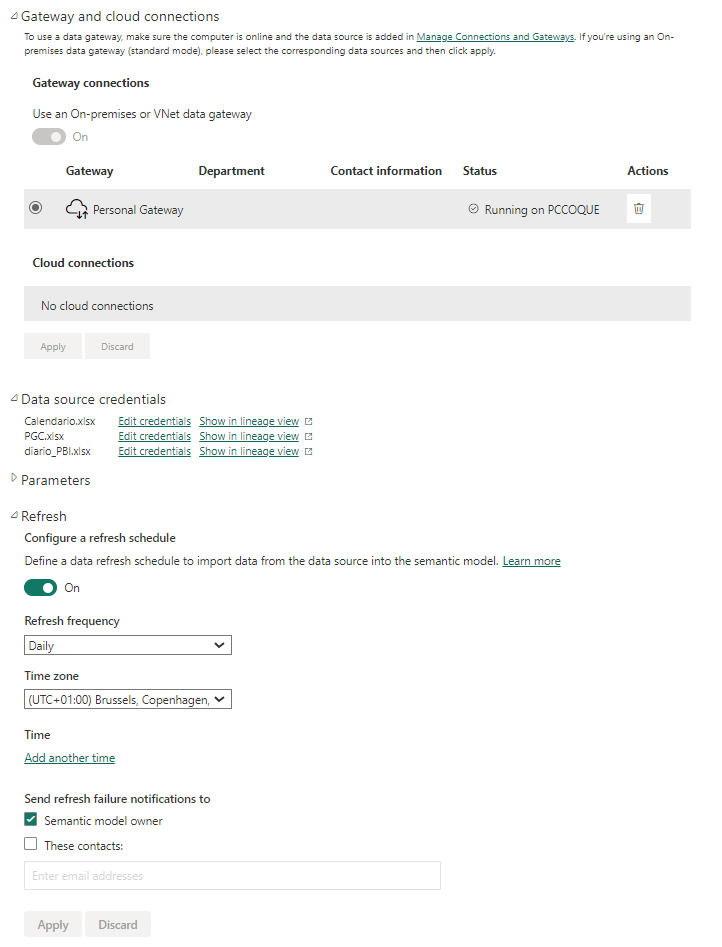 Gateway and cloud connections
To use a data gateway, make sure the computer is online and the data source is added in Manage Connections and Gateways. If you're using an On-
premises data gateway (standard mode), please select the corresponding data sources and then click apply.
Gateway connections
Use an On-premises or VNet data gateway
On
Gateway Department Contact information Status Actions
Personal Gateway Running on PCCOQUE
Cloud connections
No cloud connections
Apply Discard
Data source credentials
Calendario.xlsx Edit credentials Show in lineage view
PGC.xlsx Edit credentials Show in lineage view
diario_PBI.xlsx Edit credentials Show in lineage view
Parameters
Refresh
Configure a refresh schedule
Define a data refresh schedule to import data from the data source into the semantic model. Learn more
On
Refresh frequency
Daily
Time zone
(UTC+01:00) Brussels, Copenhagen,
Time
Add another time
Send refresh failure notifications to
Semantic model owner
These contacts:
Enter email addresses
Apply Discard